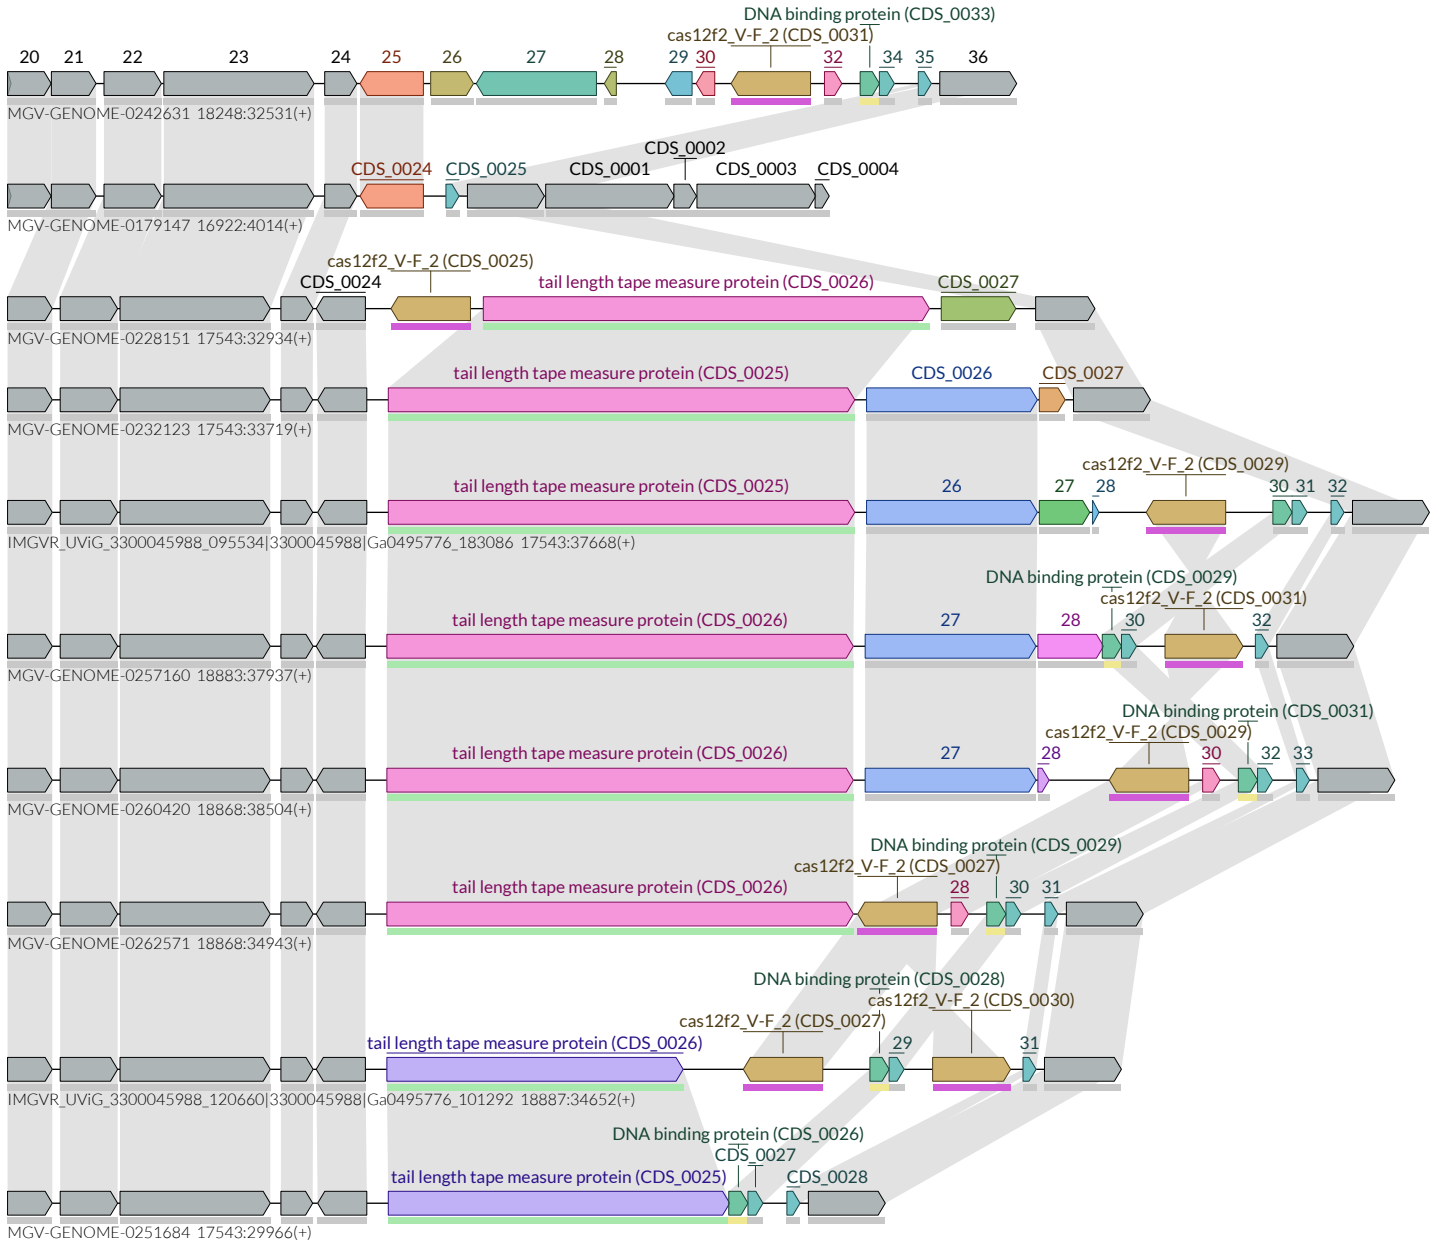 DNA binding protein (CDS_0033)
cas12f2_V-F_2 (CDS_0031)
20 21 22 23 24 25 26 27 28 29 30 32 34 35 36
MGV-GENOME-0242631 18248:32531(+)
CDS_0002
CDS_0024 CDS_0025 CDS_0001 CDS_0003 CDS_0004
MGV-GENOME-0179147 16922:4014(+)
cas12f2_V-F_2 (CDS_0025)
CDS_0024 tail length tape measure protein (CDS_0026) CDS_0027
MGV-GENOME-0228151 17543:32934(+)
tail length tape measure protein (CDS_0025) CDS_0026 CDS_0027
MGV-GENOME-0232123 17543:33719(+)
cas12f2_V-F_2 (CDS_0029)
tail length tape measure protein (CDS_0025) 26 27 28 30 31 32
IMGVR_UViG_3300045988_095534|3300045988|Ga0495776_183086 17543:37668(+)
DNA binding protein (CDS_0029)
cas12f2_V-F_2 (CDS_0031)
tail length tape measure protein (CDS_0026) 27 28 30 32
MGV-GENOME-0257160 18883:37937(+)
DNA binding protein (CDS_0031)
cas12f2_V-F_2 (CDS_0029)
tail length tape measure protein (CDS_0026) 27 28 30 32 33
MGV-GENOME-0260420 18868:38504(+)
DNA binding protein (CDS_0029)
cas12f2_V-F_2 (CDS_0027)
tail length tape measure protein (CDS_0026) 28 30 31
MGV-GENOME-0262571 18868:34943(+)
DNA binding protein (CDS_0028)
cas12f2_V-F_2 (CDS_0030)
cas12f2_V-F_2 (CDS_0027)
tail length tape measure protein (CDS_0026) 29 31
IMGVR_UViG_3300045988_120660|3300045988|Ga0495776_101292 18887:34652(+)
DNA binding protein (CDS_0026)
CDS_0027
tail length tape measure protein (CDS_0025) CDS_0028
MGV-GENOME-0251684 17543:29966(+)